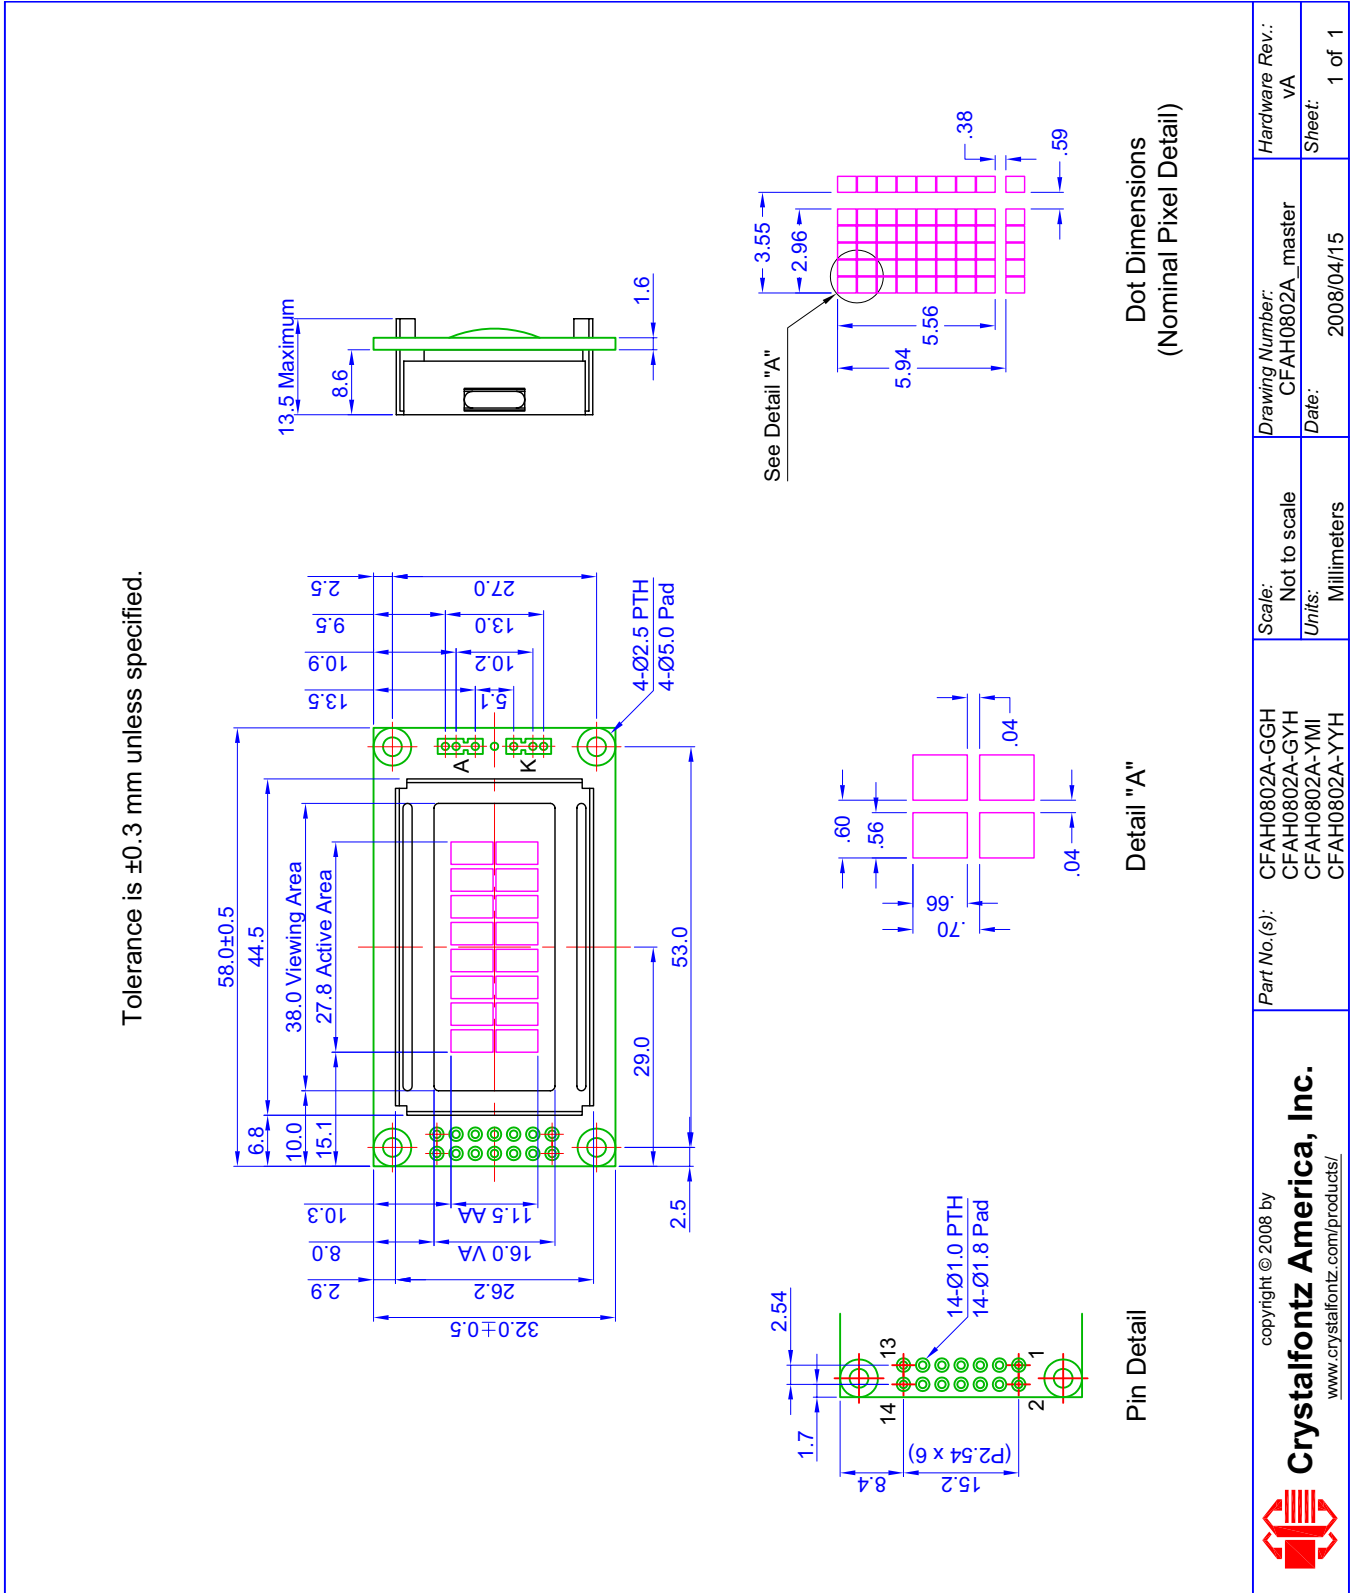 Tolerance is ±0.3 mm unless specified.
58.0±0.5
44.5
6.8
38.0 Viewing Area
10.0
27.8 Active Area
15.1
2.5
27.0
9.5
13.0
10.9
10.2
13.5
5.1
A
K
4-Ø2.5 PTH
4-Ø5.0 Pad
10.3
11.5 AA
8.0
16.0 VA
2.9
26.2
32.0±0.5
29.0
53.0
2.5
13.5 Maximum
8.6
1.6
2.54
1.7
14-Ø1.0 PTH
14-Ø1.8 Pad
13
14
1
2
8.4
15.2
(P2.54 x 6)
Pin Detail
.60
.56
.66
.70
.04
.04
Detail "A"
See Detail "A"
3.55
2.96
5.56
5.94
.38
.59
Dot Dimensions
(Nominal Pixel Detail)
copyright © 2008 by
Crystalfontz America, Inc.
www.crystalfontz.com/products/
Part No.(s):
CFAH0802A-GGH
CFAH0802A-GYH
CFAH0802A-YMI
CFAH0802A-YYH
Scale:
Not to scale
Units:
Millimeters
Drawing Number:
CFAH0802A_master
Date:
2008/04/15
Hardware Rev.:
vA
Sheet:
1 of 1